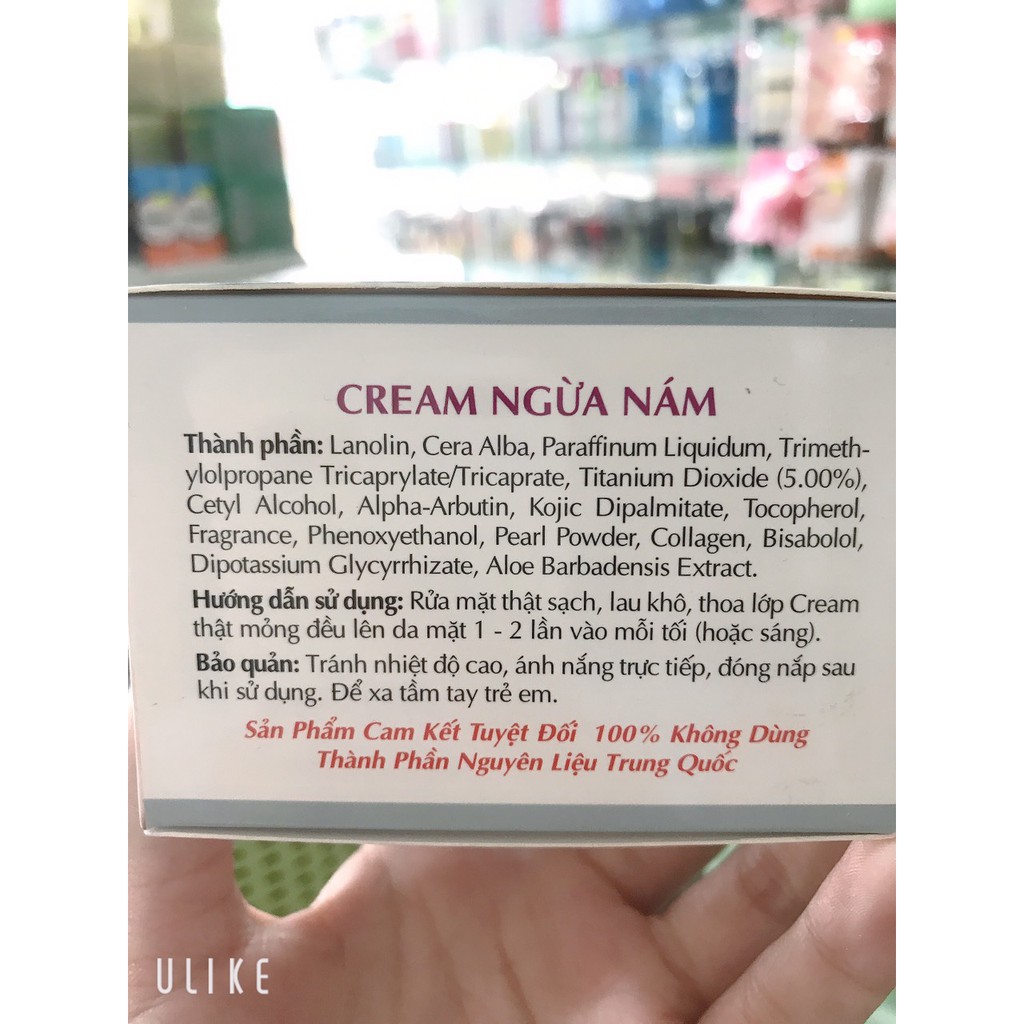 CREAM NGỪA NÁM
Thành phần: Lanolin, Cera Alba, Paraffinum Liquidum, Trimeth-
ylolpropane Tricaprylate/Tricaprate, Titanium Dioxide (5.00%),
Cetyl Alcohol, Alpha-Arbutin, Kojic Dipalmitate, Tocopherol,
Fragrance, Phenoxyethanol, Pearl Powder, Collagen, Bisabolol,
Dipotassium Glycyrrhizate, Aloe Barbadensis Extract.
Hướng dẫn sử dụng: Rửa mặt thật sạch, lau khô, thoa lớp Cream
thật mỏng đều lên da mặt 1 - 2 lần vào mỗi tối (hoặc sáng).
Bảo quản: Tránh nhiệt độ cao, ánh nắng trực tiếp, đóng nắp sau
khi sử dụng. Để xa tầm tay trẻ em.
Sản Phẩm Cam Kết Tuyệt Đối 100% Không Dùng
Thành Phần Nguyên Liệu Trung Quốc
ULIKE